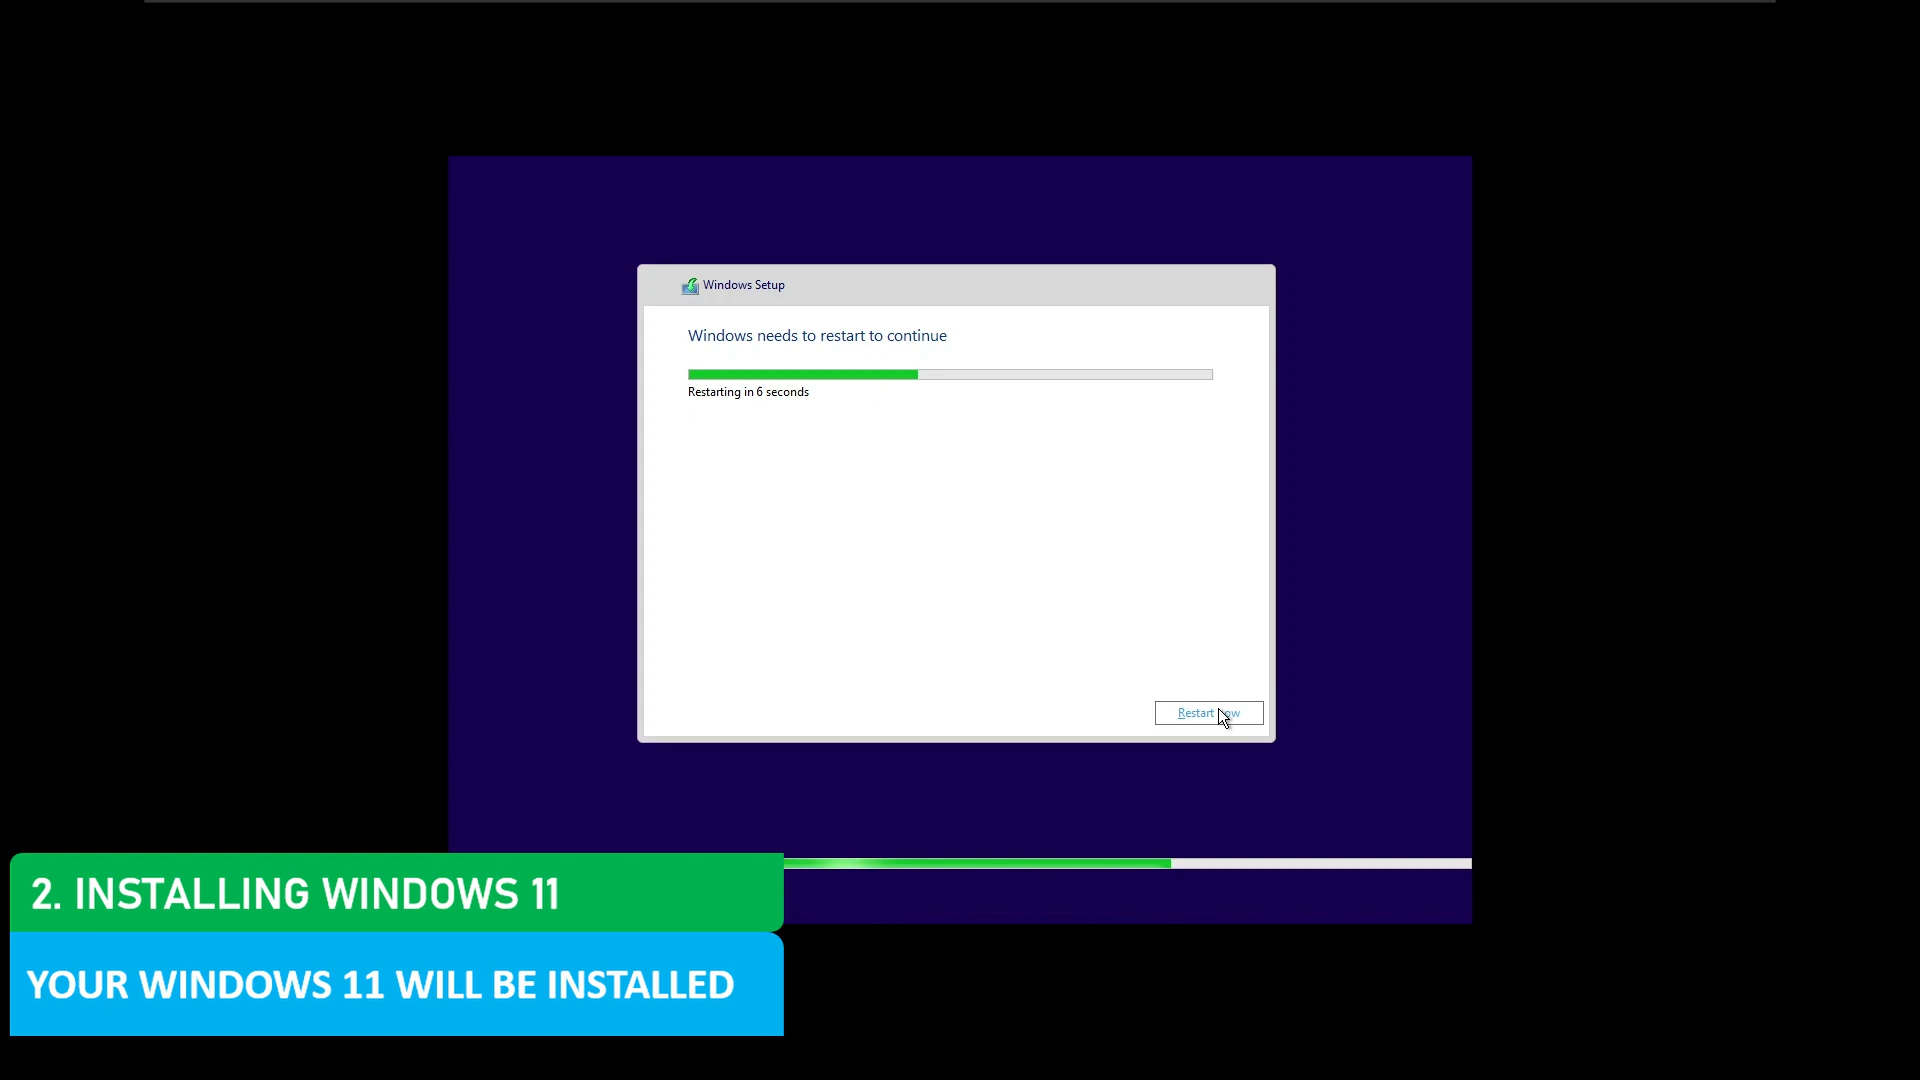 Windows Setup
Windows needs to restart to continue
Restarting in 6 seconds
Restart now
2. INSTALLING WINDOWS 11
YOUR WINDOWS 11 WILL BE INSTALLED